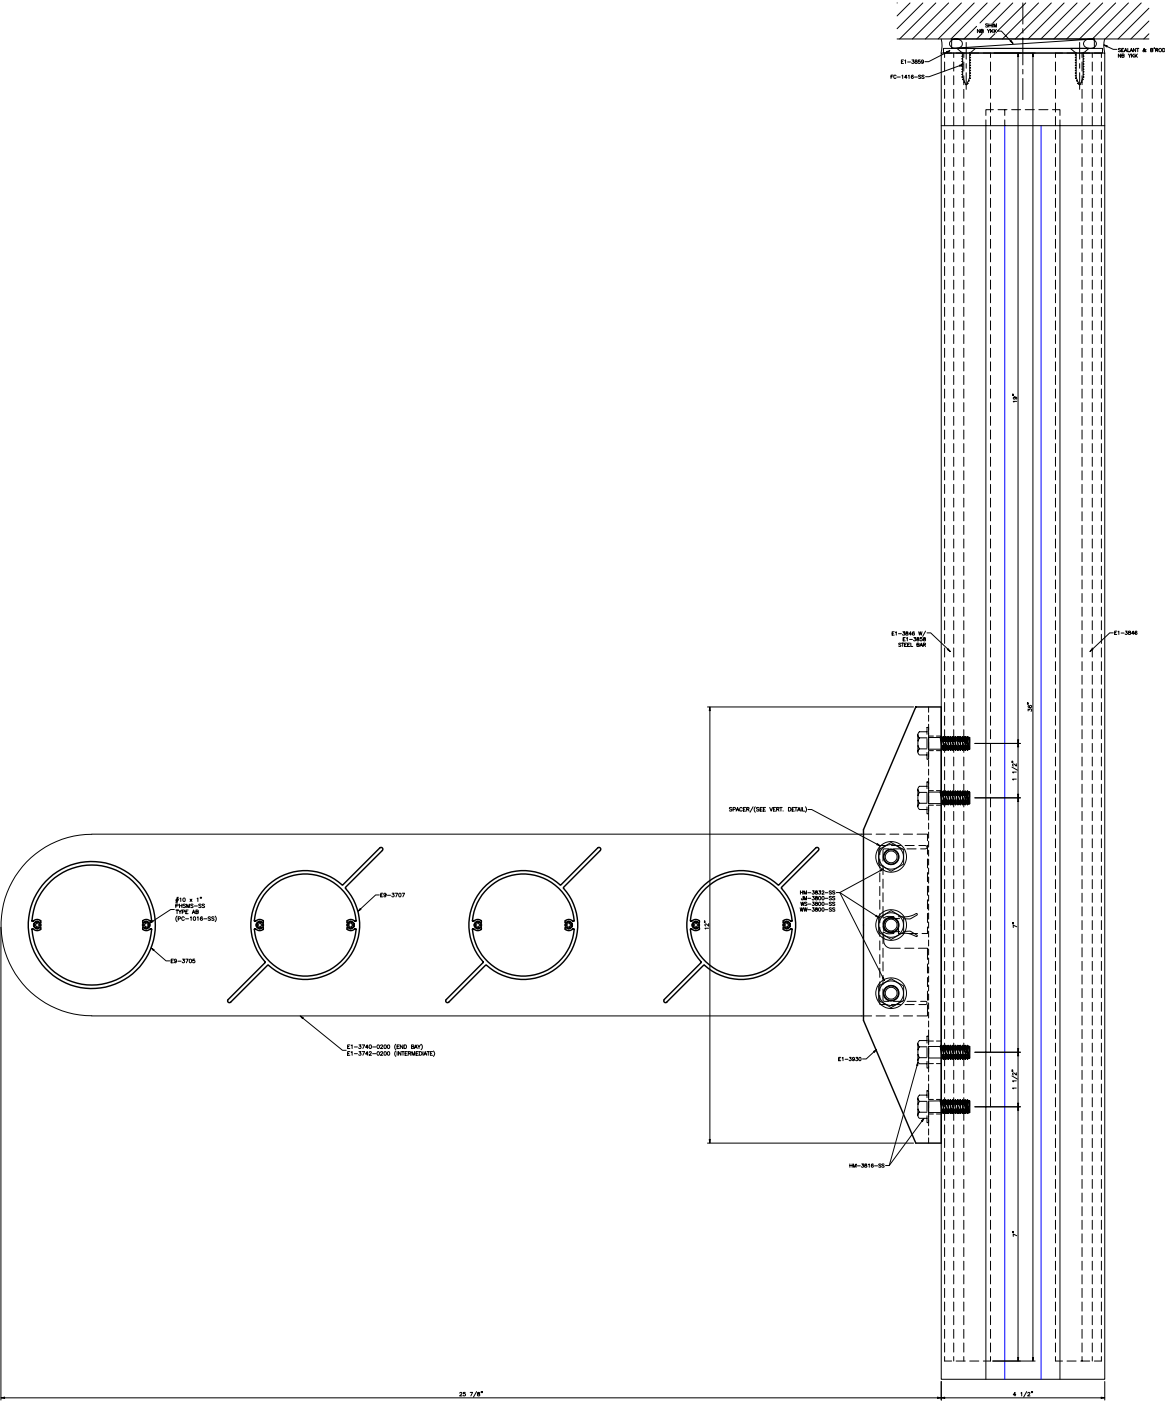 SHIM
NB YKK
SEALANT & B'ROD
NB YKK
E1-3859
FC-1416-SS
19"
E1-3846 W/
E1-3858
STEEL BAR
E1-3846
36"
1 1/2"
SPACER/(SEE VERT. DETAIL)
#10 x 1"
PHSMS-SS
TYPE AB
(PC-1016-SS)
E9-3707
HM-3832-SS
JM-3800-SS
WS-3800-SS
WW-3800-SS
12"
7"
E9-3705
E1-3740-0200 (END BAY)
E1-3742-0200 (INTERMEDIATE)
E1-3930
1 1/2"
HM-3816-SS
7"
25 7/8"
4 1/2"